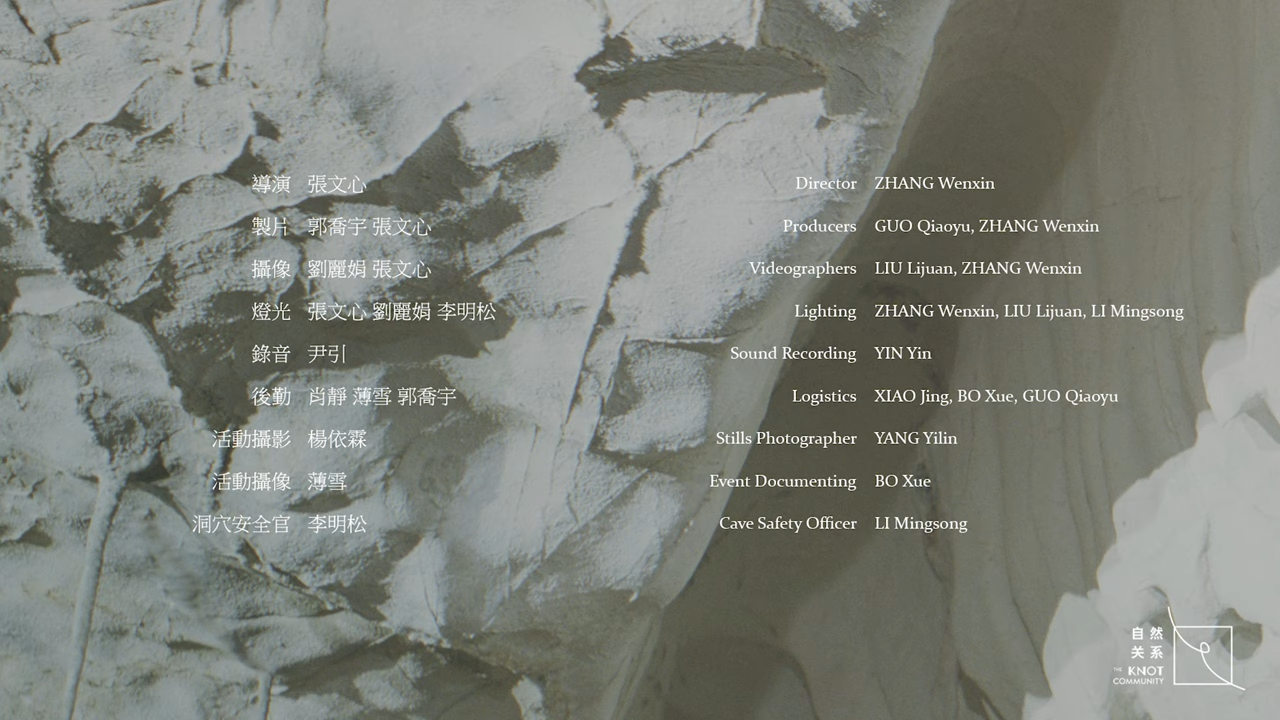 導演 張文心
製片 郭喬宇 張文心
攝像 劉麗娟 張文心
燈光 張文心 劉麗娟 李明松
錄音 尹引
後勤 肖靜 薄雪 郭喬宇
活動攝影 楊依霖
活動攝像 薄雪
洞穴安全官 李明松
Director ZHANG Wenxin
Producers GUO Qiaoyu, ZHANG Wenxin
Videographers LIU Lijuan, ZHANG Wenxin
Lighting ZHANG Wenxin, LIU Lijuan, LI Mingsong
Sound Recording YIN Yin
Logistics XIAO Jing, BO Xue, GUO Qiaoyu
Stills Photographer YANG Yilin
Event Documenting BO Xue
Cave Safety Officer LI Mingsong
自然
关系
THE KNOT
COMMUNITY